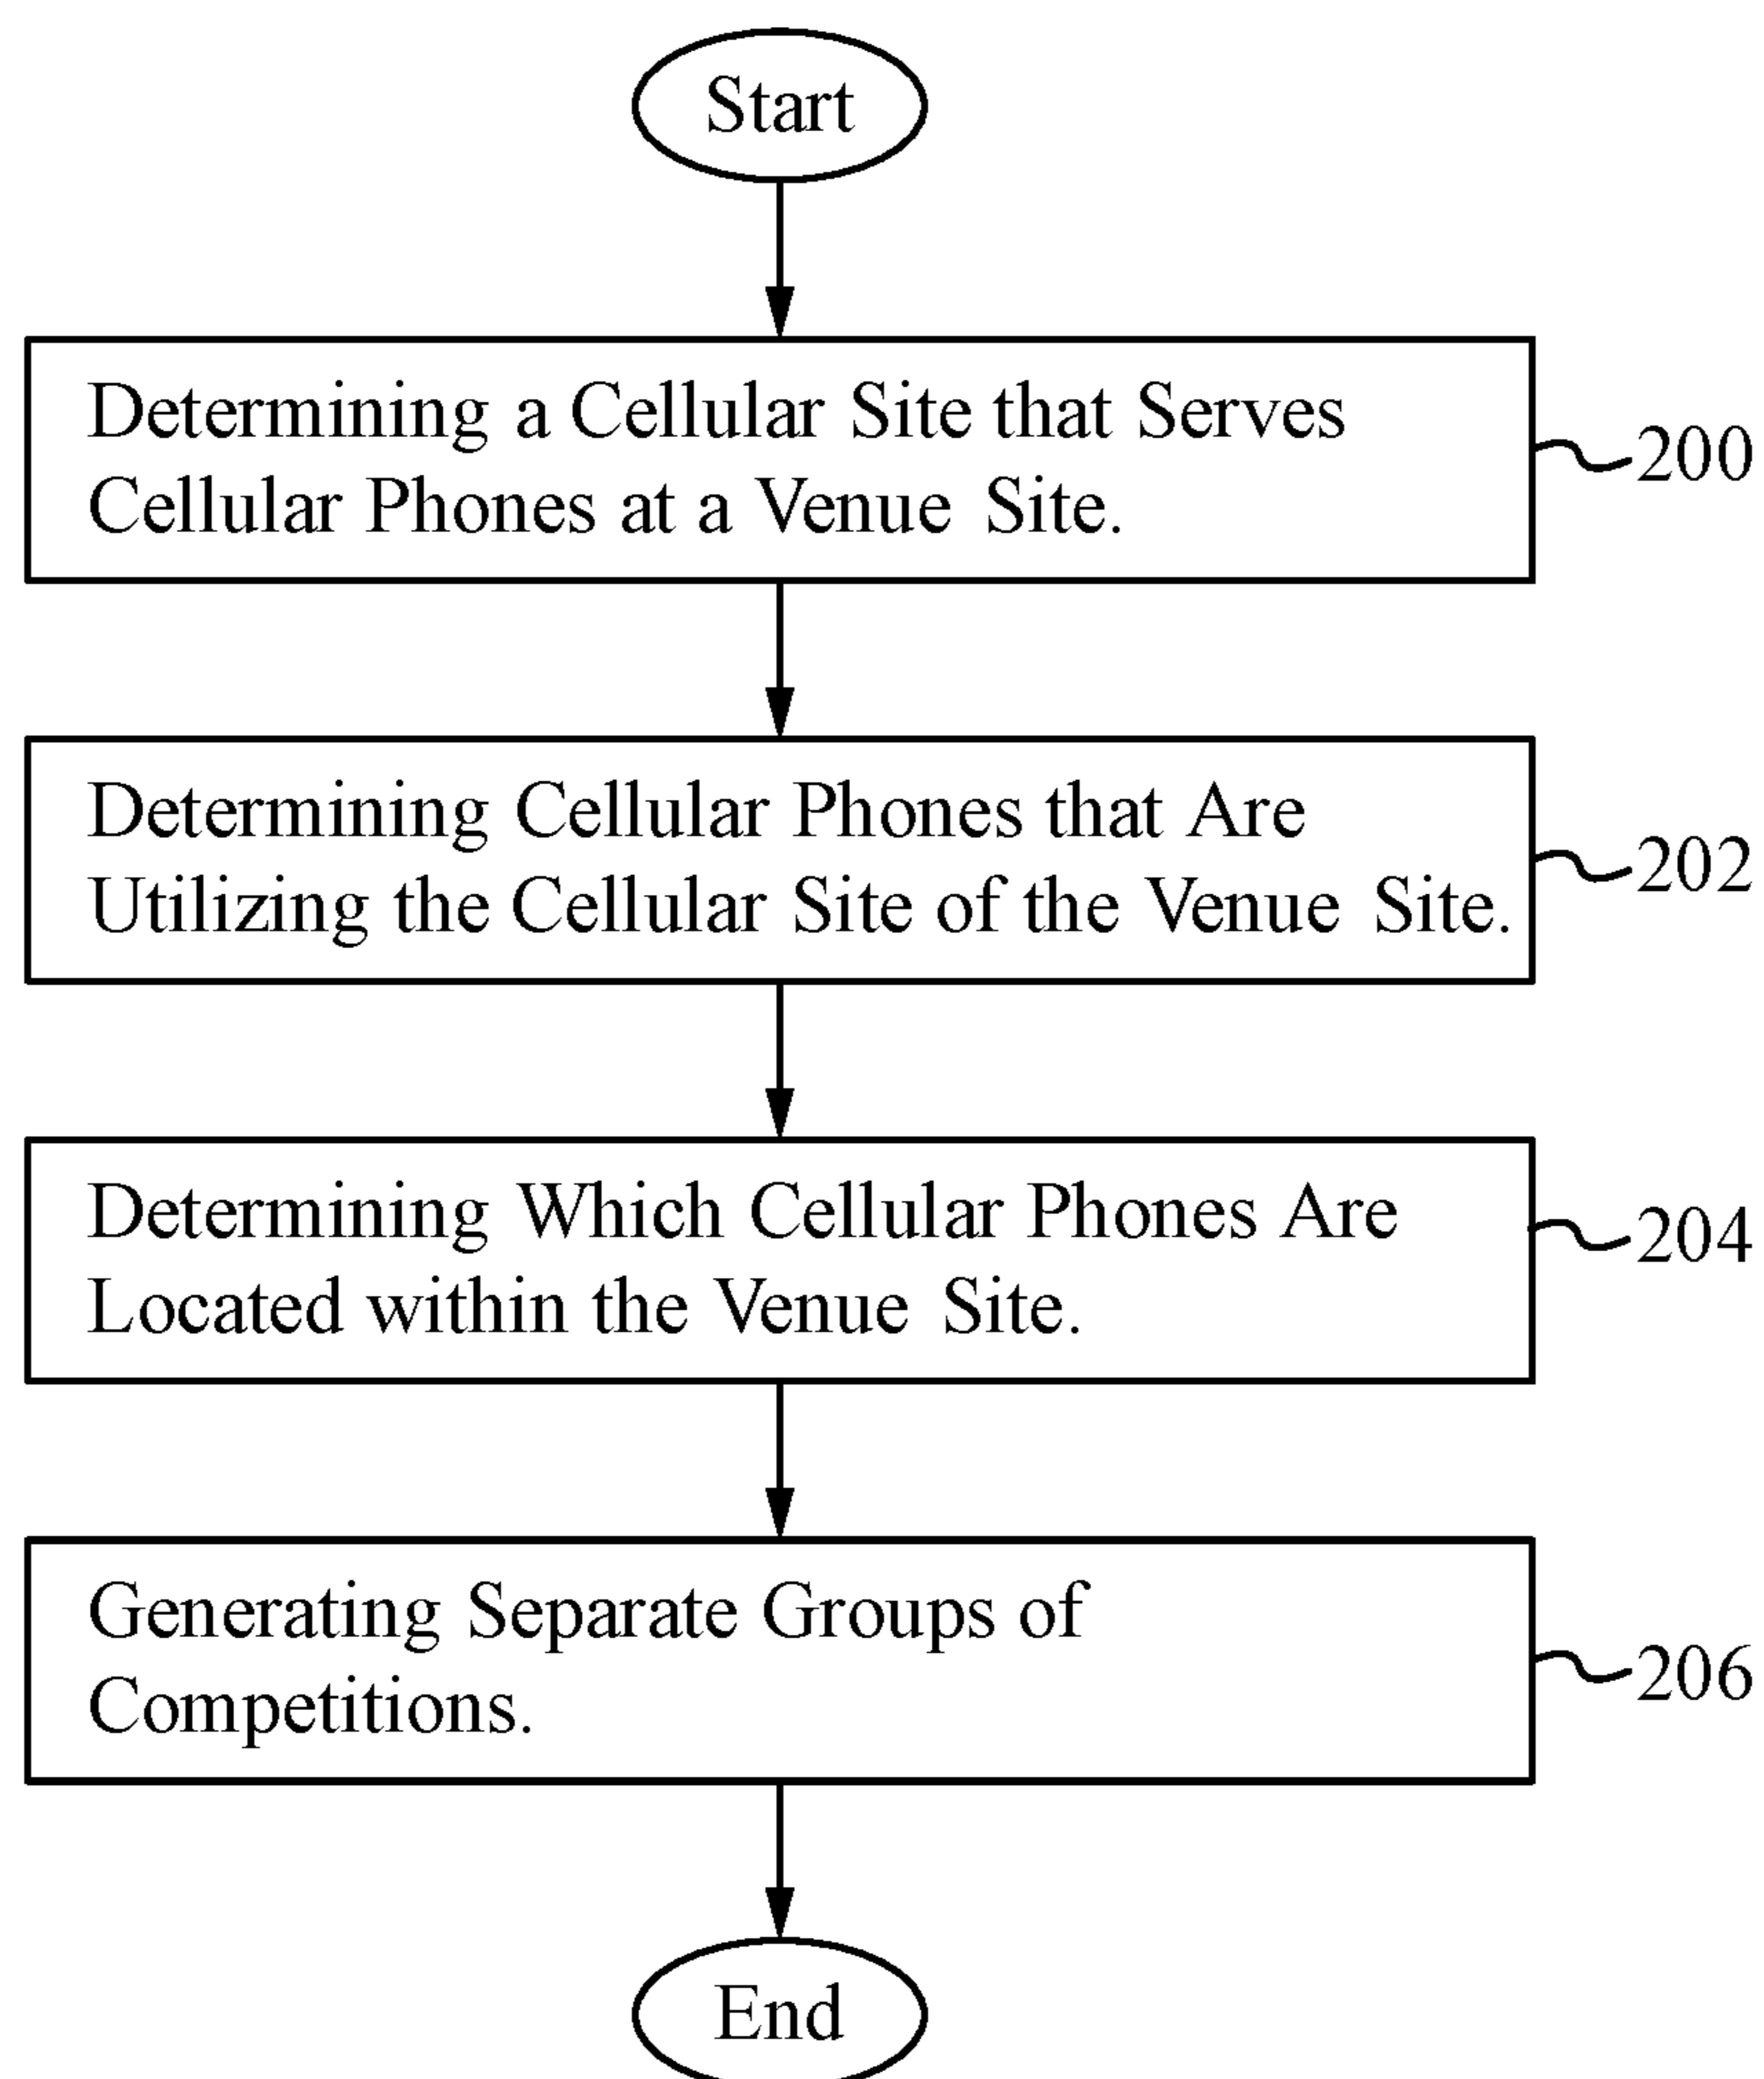 Start
Determining a Cellular Site that Serves
Cellular Phones at a Venue Site.
200
Determining Cellular Phones that Are
Utilizing the Cellular Site of the Venue Site.
202
Determining Which Cellular Phones Are
Located within the Venue Site.
204
Generating Separate Groups of
Competitions.
206
End